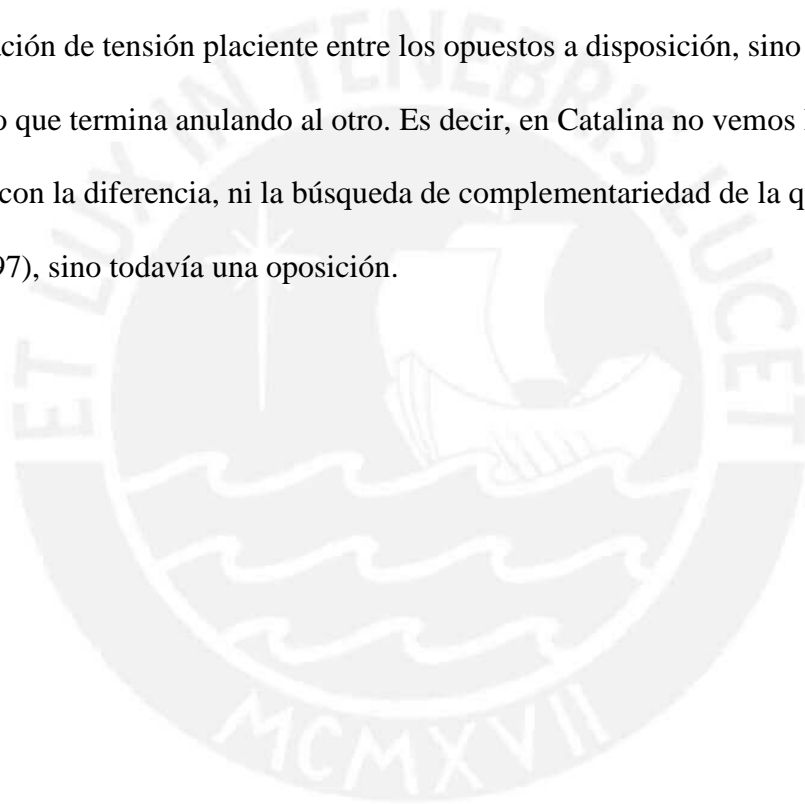 ación de tensión placiente entre los opuestos a disposición, sino
o que termina anulando al otro. Es decir, en Catalina no vemos
con la diferencia, ni la búsqueda de complementariedad de la q
97), sino todavía una oposición.
ET LUX IN TENEBRIS LUCET
MCMXVII